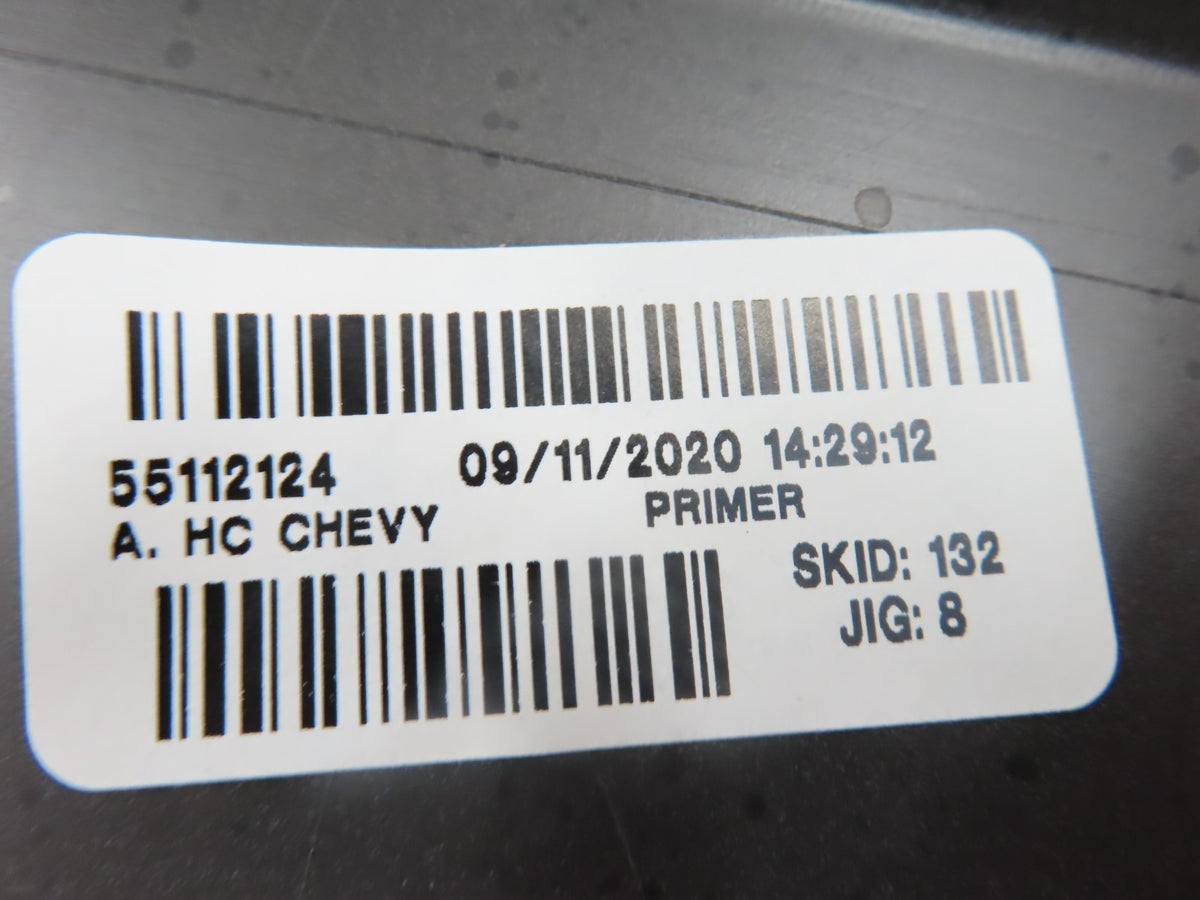 55112124 09/11/2020 14:29:12
A. HC CHEVY PRIMER
SKID: 132
JIG: 8